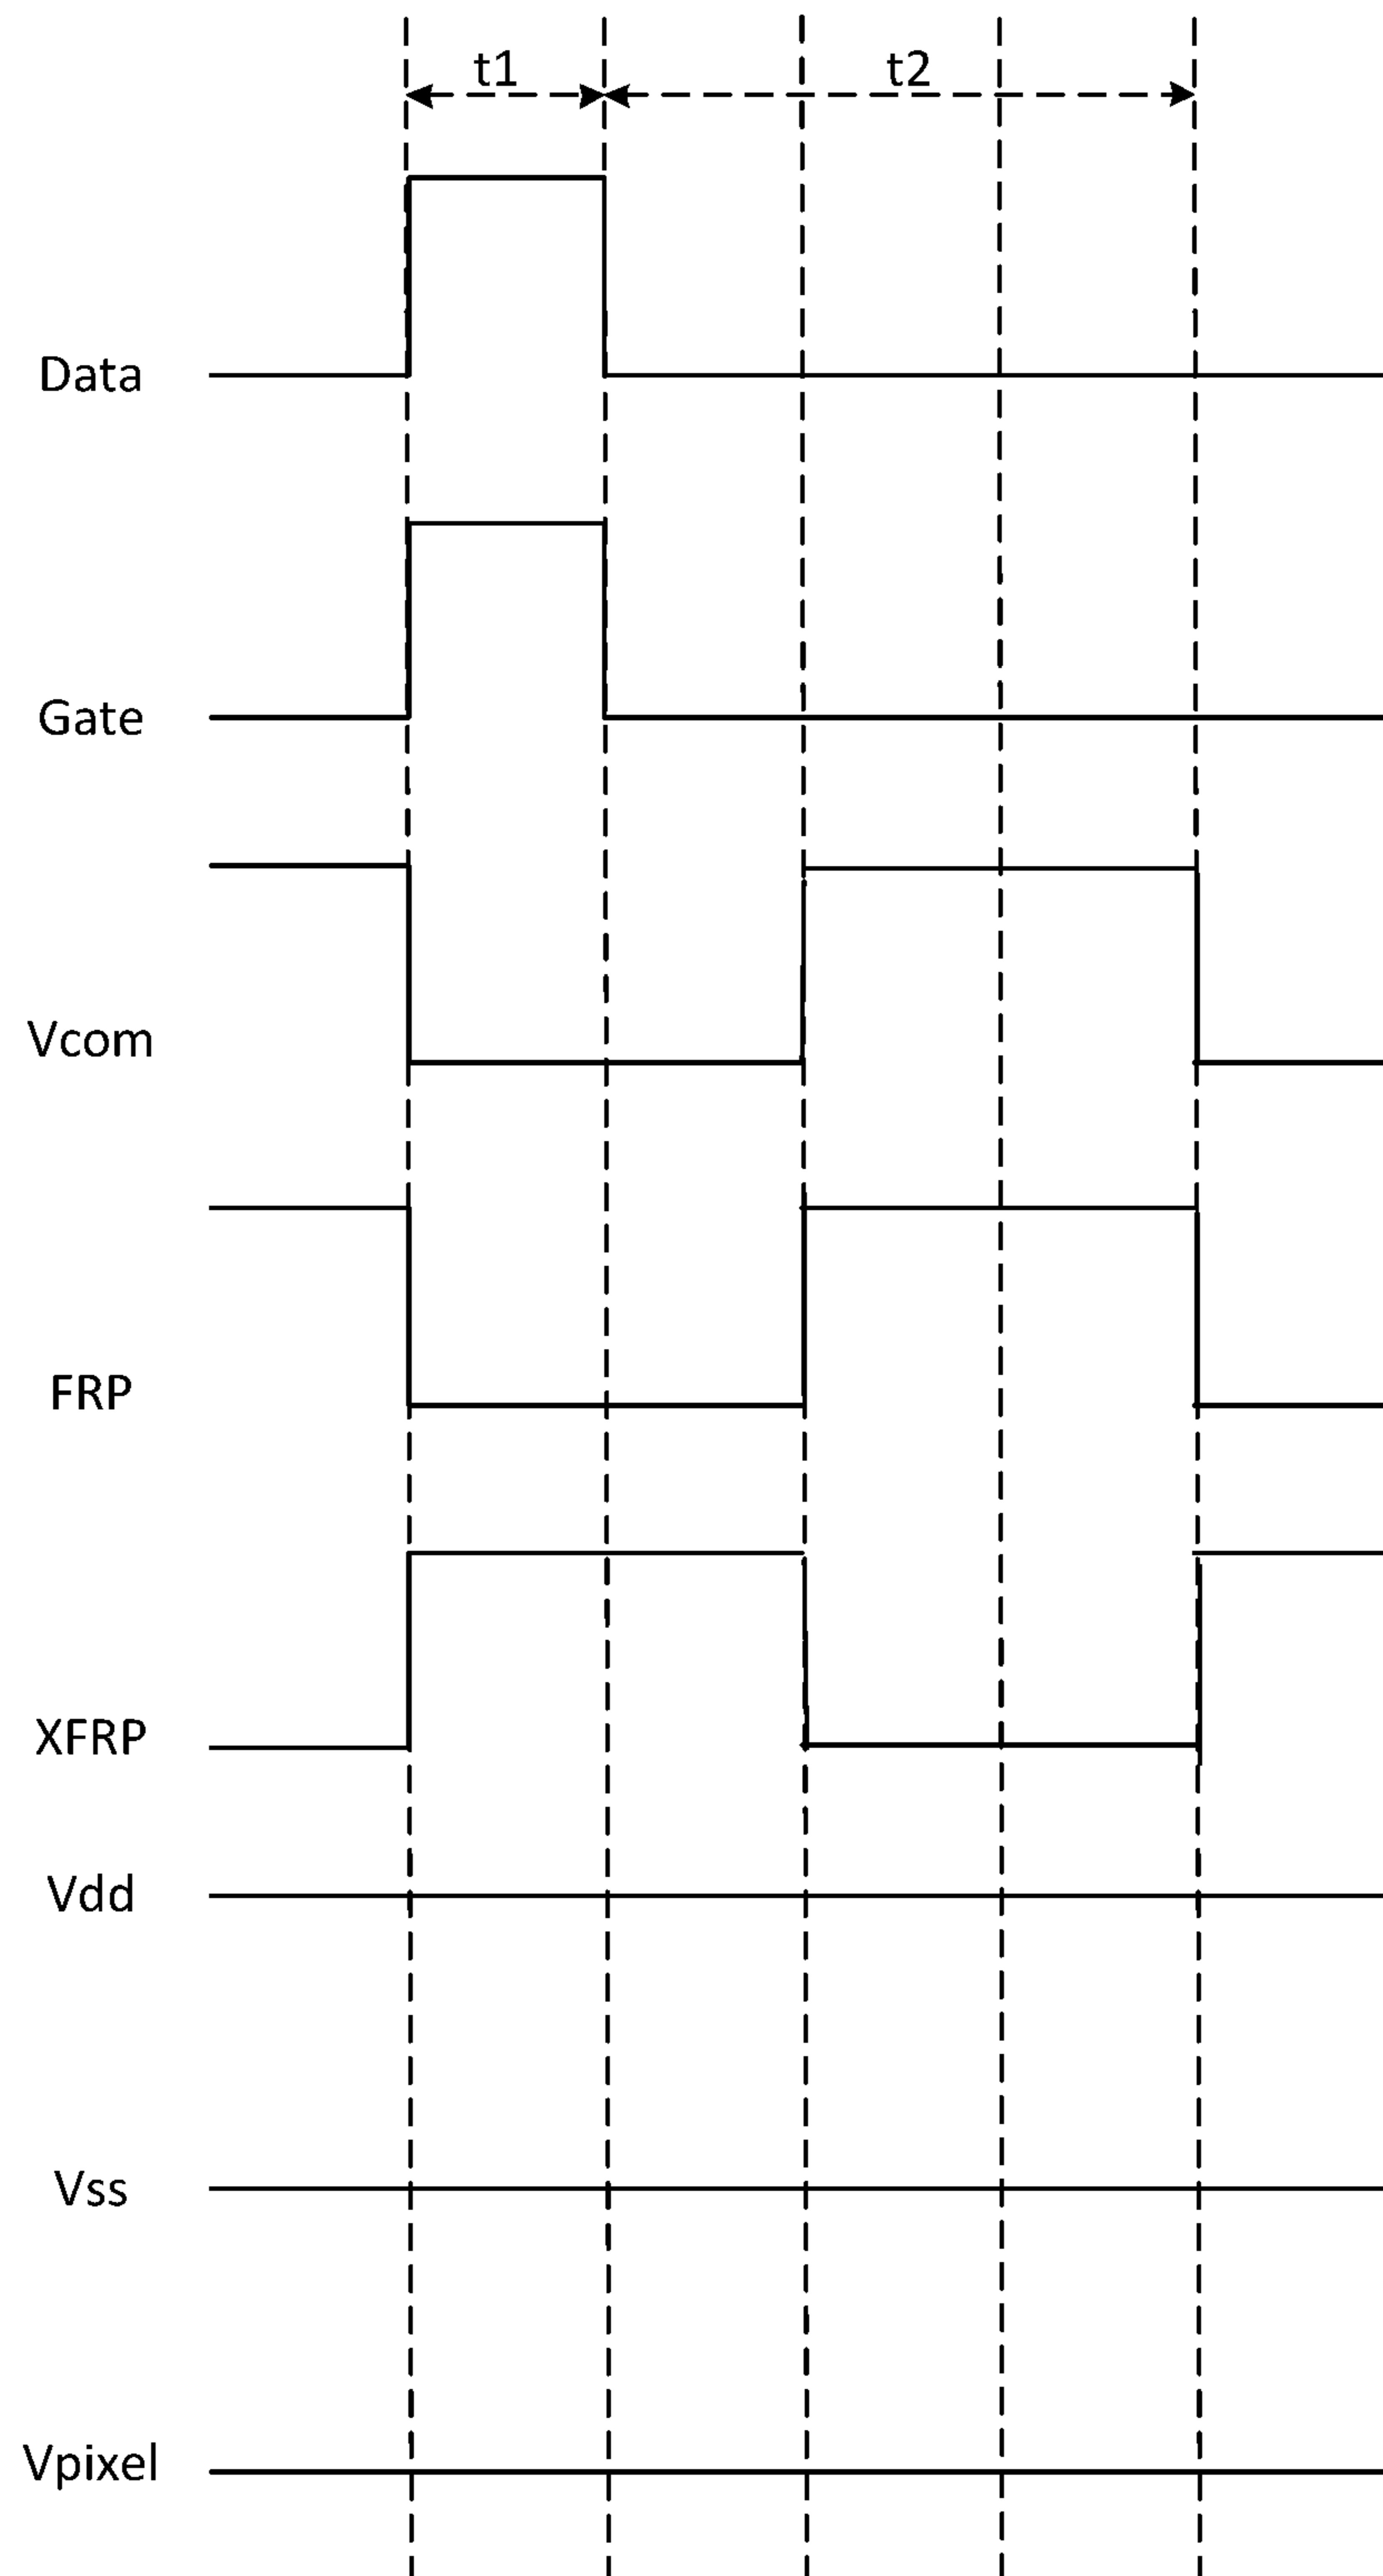 t1 t2
Data
Gate
Vcom
FRP
XFRP
Vdd
Vss
Vpixel